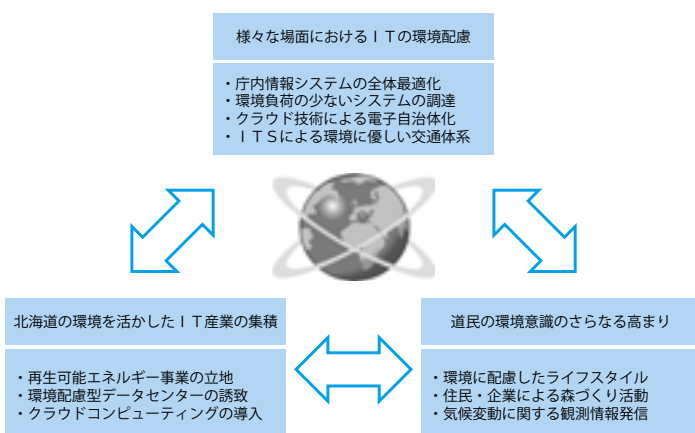 様々な場面におけるＩＴの環境配慮
・庁内情報システムの全体最適化
・環境負荷の少ないシステムの調達
・クラウド技術による電子自治体化
・ＩＴＳによる環境に優しい交通体系
北海道の環境を活かしたＩＴ産業の集積
・再生可能エネルギー事業の立地
・環境配慮型データセンターの誘致
・クラウドコンピューティングの導入
道民の環境意識のさらなる高まり
・環境に配慮したライフスタイル
・住民・企業による森づくり活動
・気候変動に関する観測情報発信